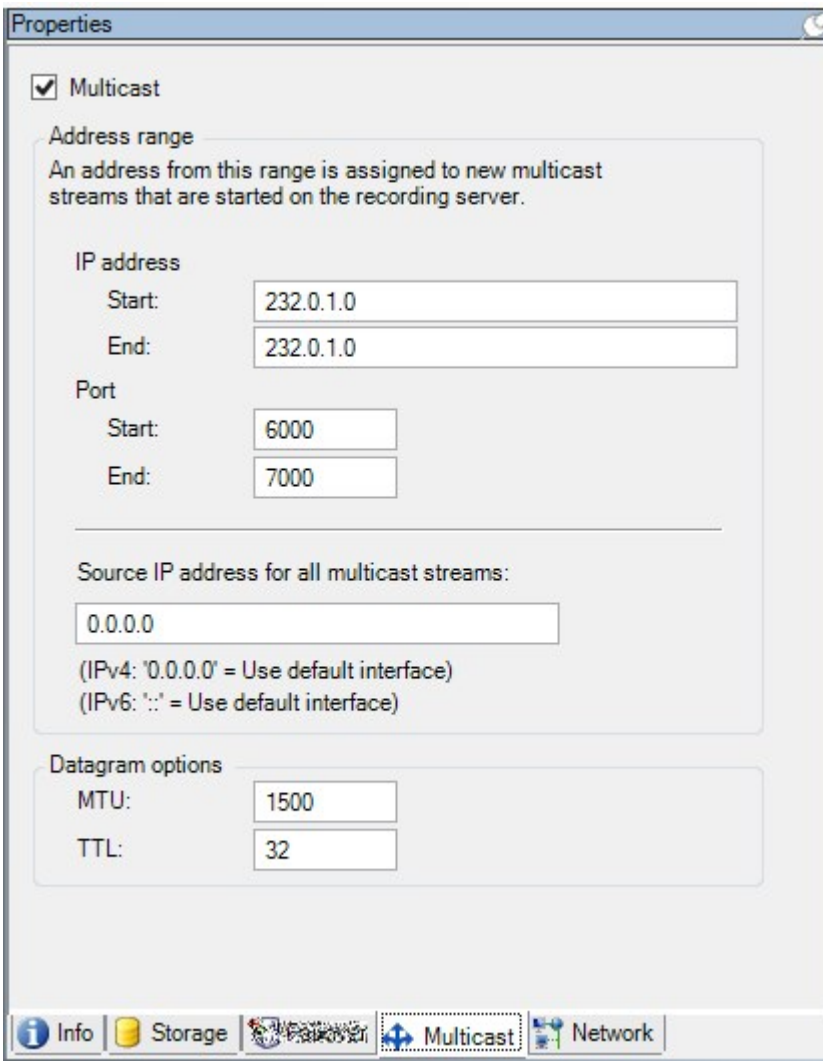 Properties
Multicast
Address range
An address from this range is assigned to new multicast
streams that are started on the recording server.
IP address
Start: 232.0.1.0
End: 232.0.1.0
Port
Start: 6000
End: 7000
Source IP address for all multicast streams:
0.0.0.0
(IPv4: '0.0.0.0' = Use default interface)
(IPv6: '::' = Use default interface)
Datagram options
MTU: 1500
TTL: 32
Info Storage Failover Multicast Network